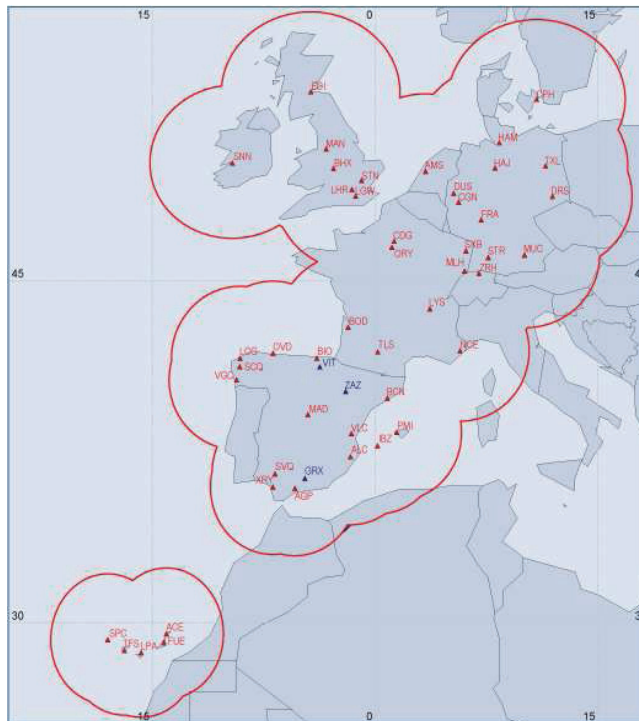 15
0
15
EDI
CPH
MAN
HAM
SNN
BHX
AMS
HAJ
TXL
STN
LHR
LGW
DUS
CGN
DRS
FRA
CDG
ORY
SXB
STR
MUC
MLH
ZRH
45
LYS
BOD
TLS
NCE
LCG
OVD
BIO
SCQ
VIT
VGO
ZAZ
BCN
MAD
VLC
PMI
IBZ
ALC
SVQ
GRX
XRY
AGP
30
ACE
SPC
FUE
TFS
LPA
15
0
15